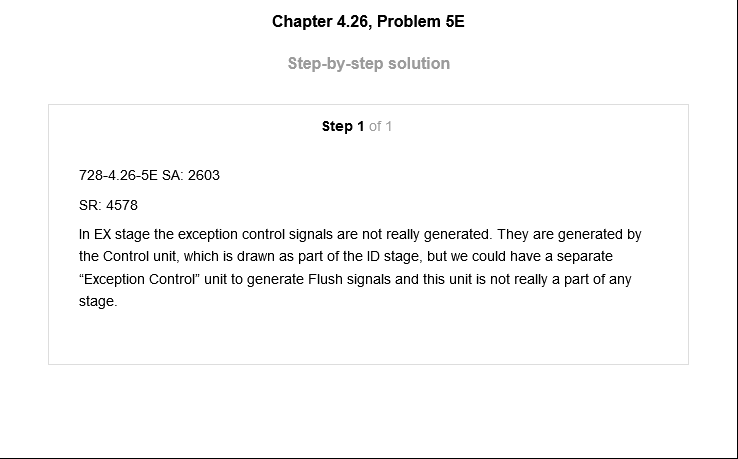 Chapter 4.26, Problem 5E
Step-by-step solution
Step 1 of 1
728-4.26-5E SA: 2603
SR: 4578
In EX stage the exception control signals are not really generated. They are generated by
the Control unit, which is drawn as part of the ID stage, but we could have a separate
“Exception Control” unit to generate Flush signals and this unit is not really a part of any
stage.